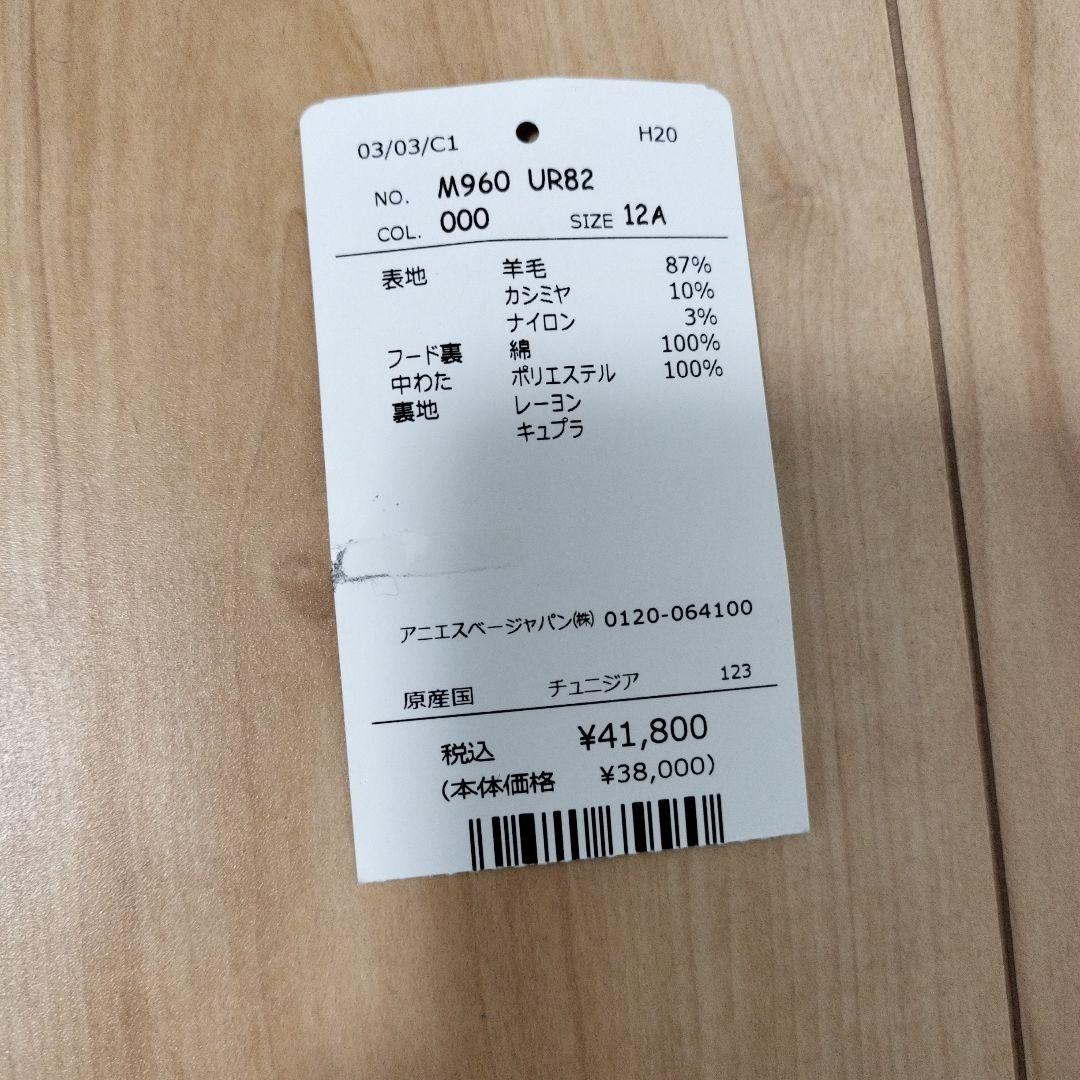 03/03/C1 H20
NO. M960 UR82
COL. 000 SIZE 12A
表地 羊毛 87%
カシミヤ 10%
ナイロン 3%
フード裏 綿 100%
中わた ポリエステル 100%
裏地 レーヨン
キュプラ
アニエスベージャパン㈱ 0120-064100
原産国 チュニジア 123
税込 ¥41,800
(本体価格 ¥38,000)